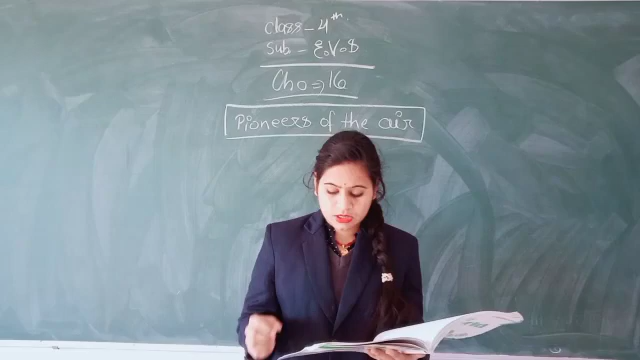 Class - 4th
Sub - E.V.S
Ch o => 16
Pioneers of the air